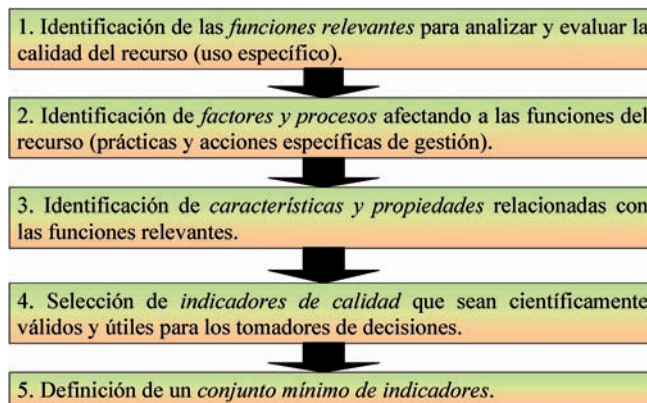 1. Identificación de las funciones relevantes para analizar y evaluar la
calidad del recurso (uso específico).
2. Identificación de factores y procesos afectando a las funciones del
recurso (prácticas y acciones específicas de gestión).
3. Identificación de características y propiedades relacionadas con
las funciones relevantes.
4. Selección de indicadores de calidad que sean científicamente
válidos y útiles para los tomadores de decisiones.
5. Definición de un conjunto mínimo de indicadores.